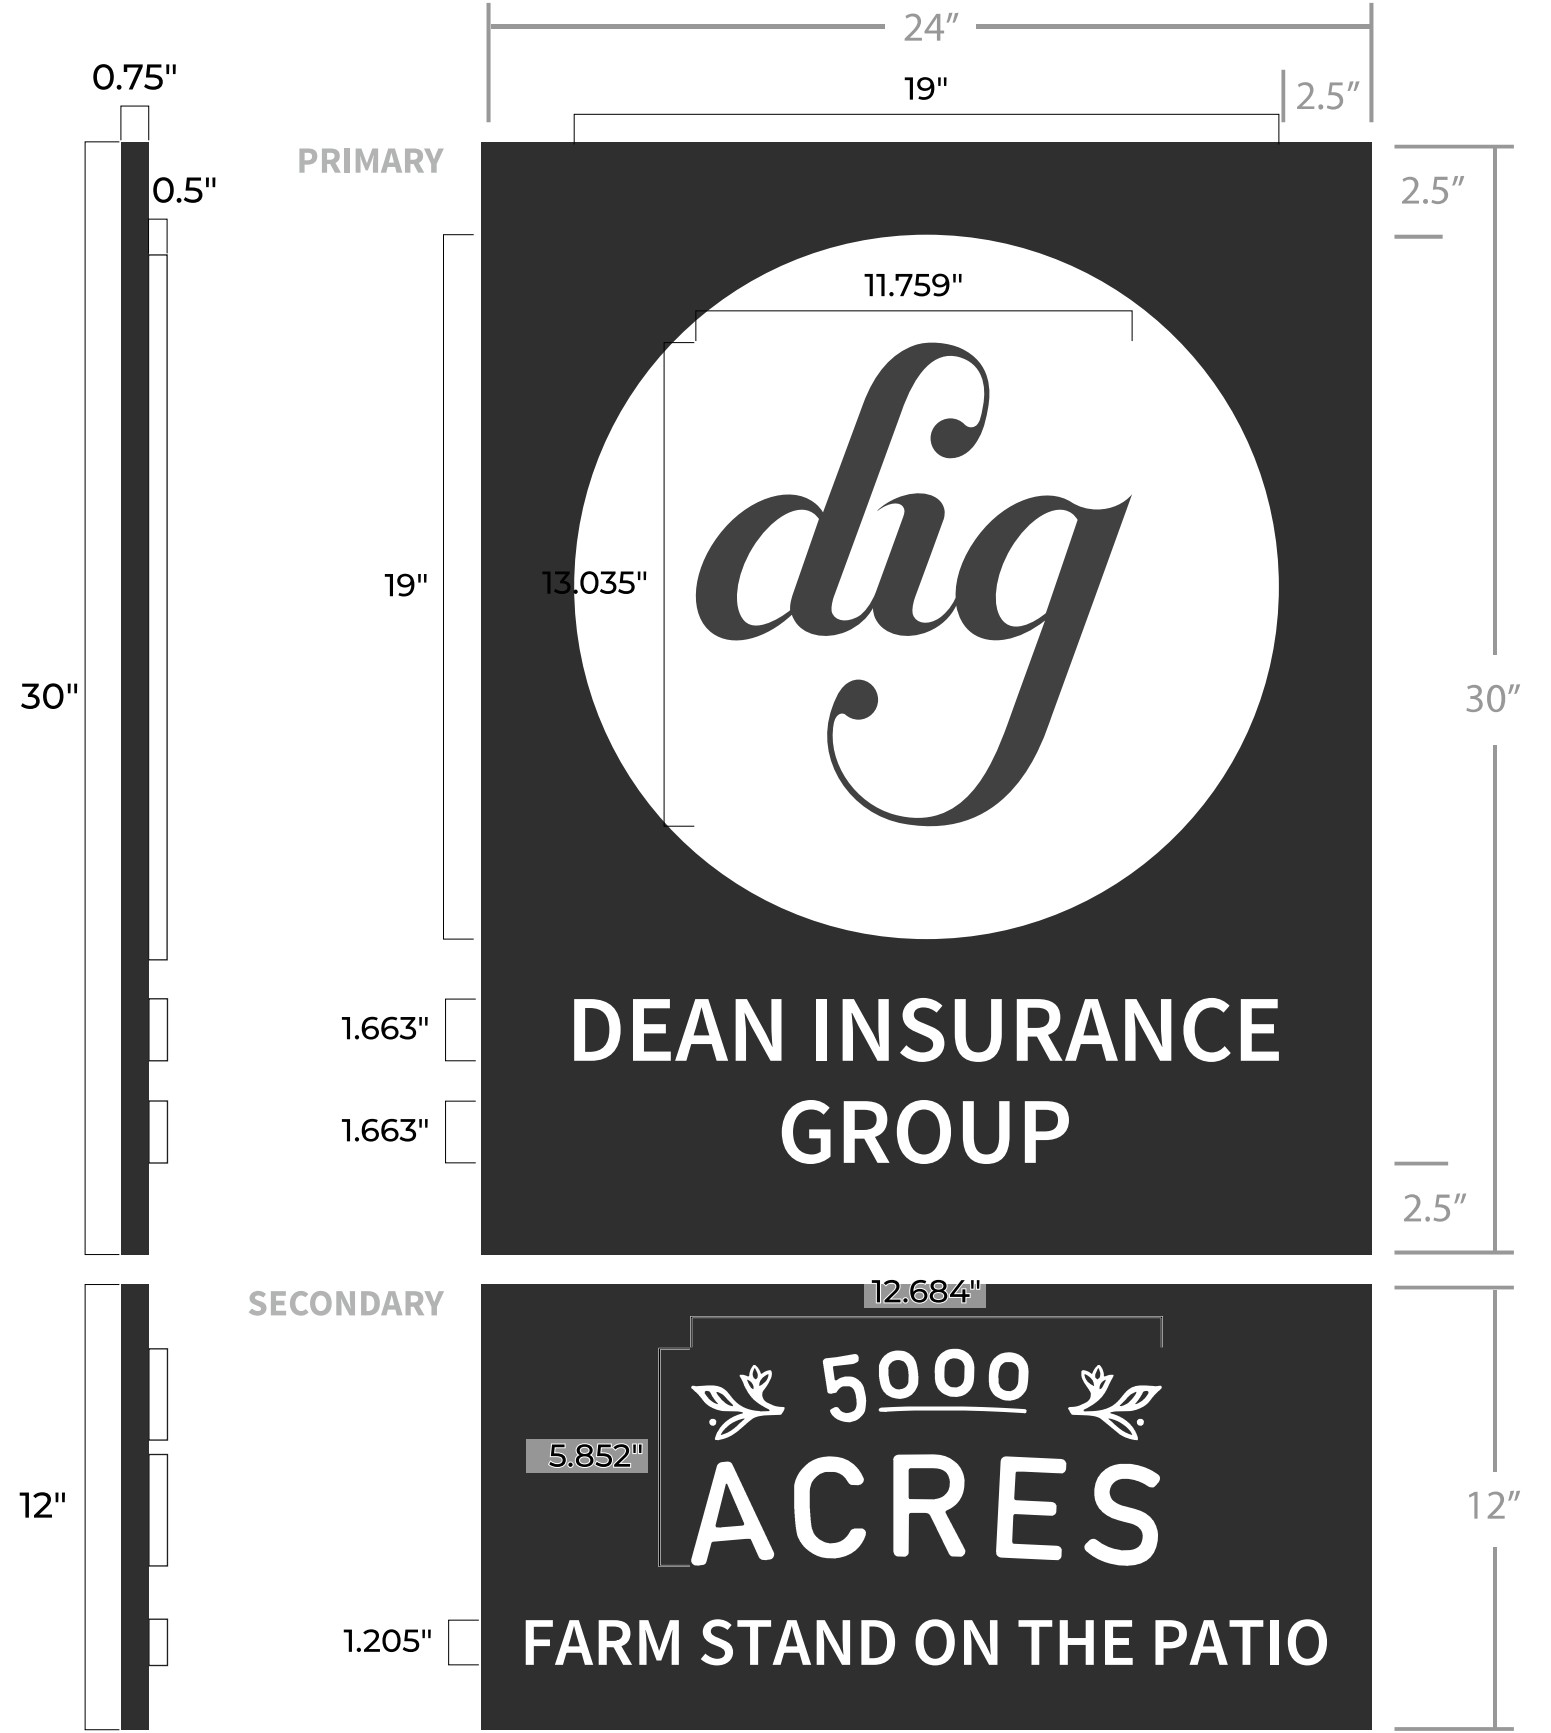 24”
0.75"
19"
2.5”
PRIMARY
2.5”
0.5"
11.759"
dig
13.035"
19"
30"
30”
DEAN INSURANCE
1.663"
GROUP
1.663"
2.5”
SECONDARY
12.684"
5000
5.852"
ACRES
12"
12”
FARM STAND ON THE PATIO
1.205"